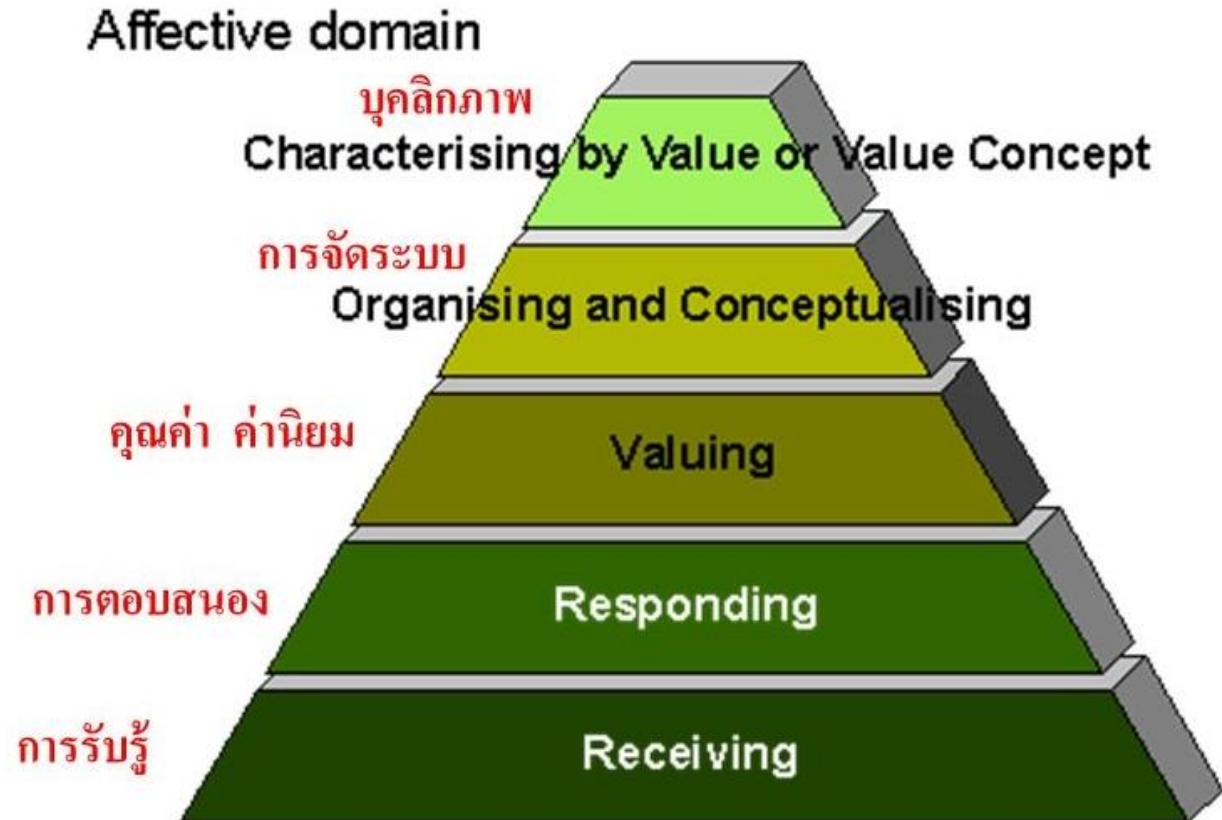 Affective domain
บุคลิกภาพ
Characterising by Value or Value Concept
การจัดระบบ
Organising and Conceptualising
คุณค่า ค่านิยม
Valuing
การตอบสนอง
Responding
การรับรู้
Receiving